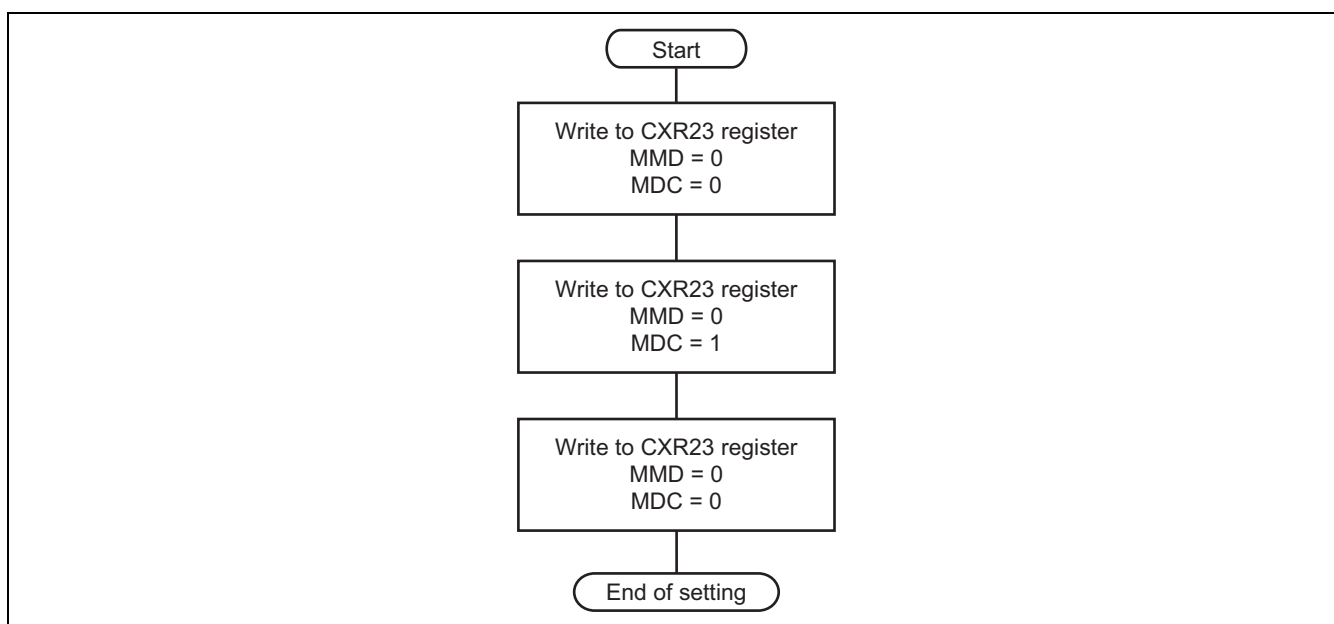 Start
Write to CXR23 register
MMD = 0
MDC = 0
Write to CXR23 register
MMD = 0
MDC = 1
Write to CXR23 register
MMD = 0
MDC = 0
End of setting